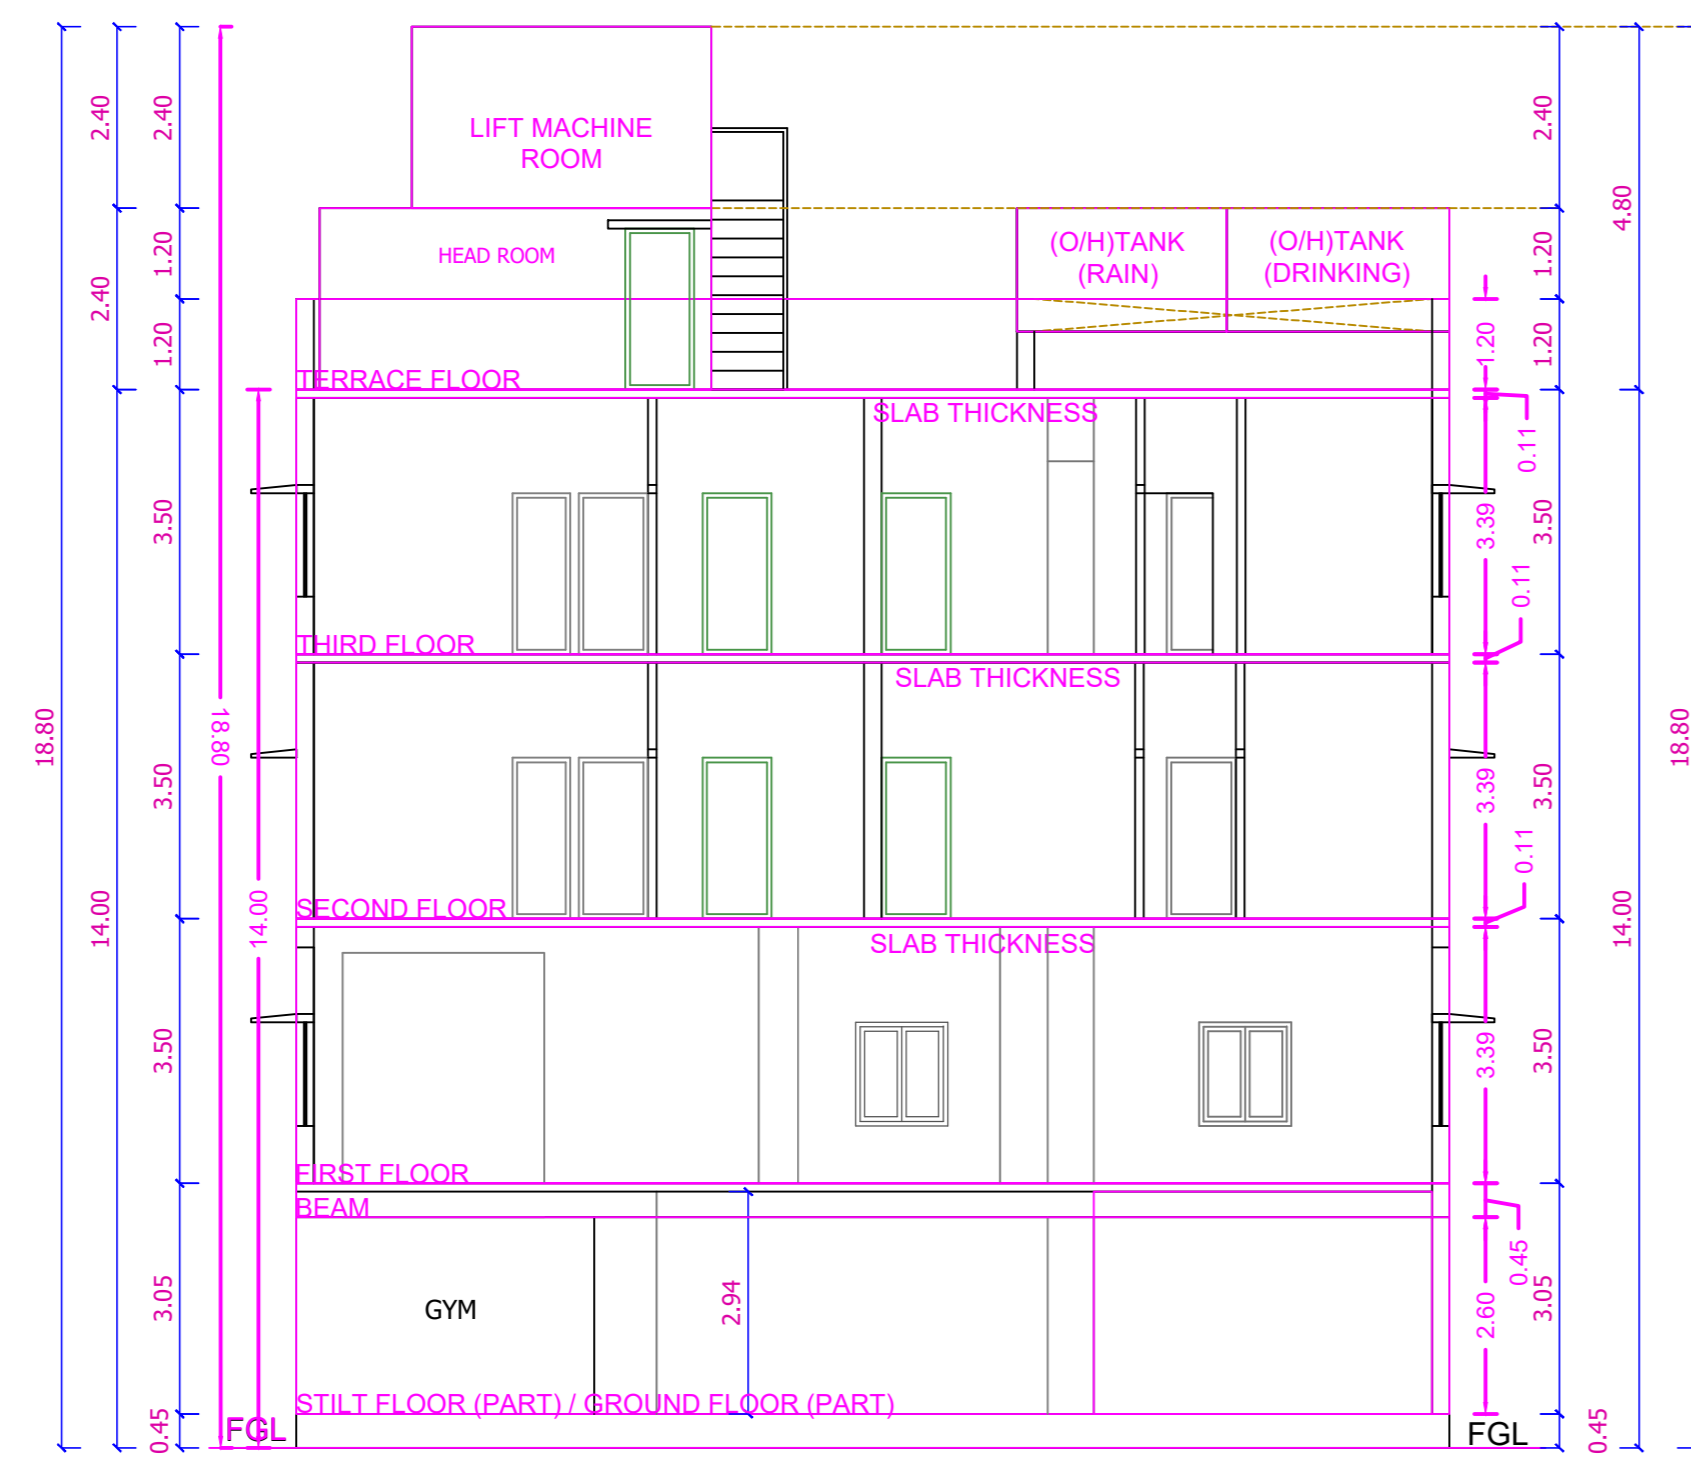 2.40
2.40
2.40
LIFT MACHINE
ROOM
4.80
2.40
1.20
HEAD ROOM
(O/H)TANK
(RAIN)
(O/H)TANK
(DRINKING)
1.20
1.20
1.20
1.20
TERRACE FLOOR
SLAB THICKNESS
0.11
3.50
3.39
3.50
0.11
THIRD FLOOR
SLAB THICKNESS
18.80
18.80
18.80
3.50
3.39
3.50
0.11
SECOND FLOOR
14.00
14.00
14.00
SLAB THICKNESS
3.50
3.39
3.50
FIRST FLOOR
BEAM
0.45
3.05
GYM
2.94
2.60
3.05
STILT FLOOR (PART) / GROUND FLOOR (PART)
0.45
FGL
FGL
0.45